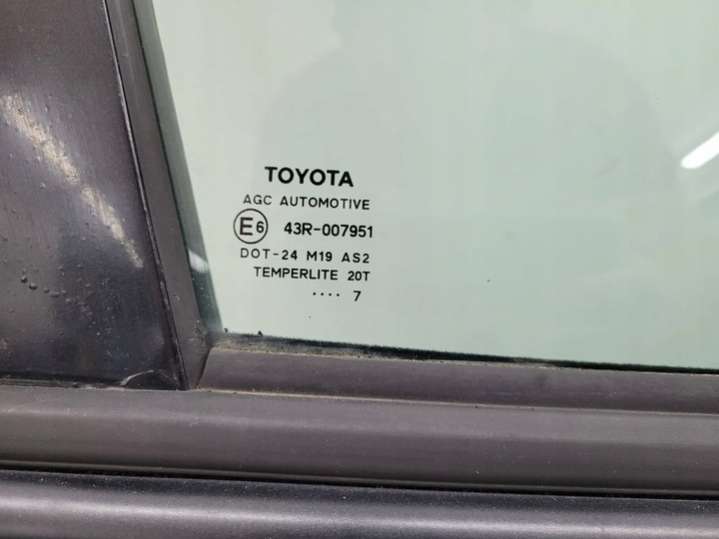 TOYOTA
AGC AUTOMOTIVE
E6 43R-007951
DOT-24 M19 AS2
TEMPERLITE 20T
.... 7